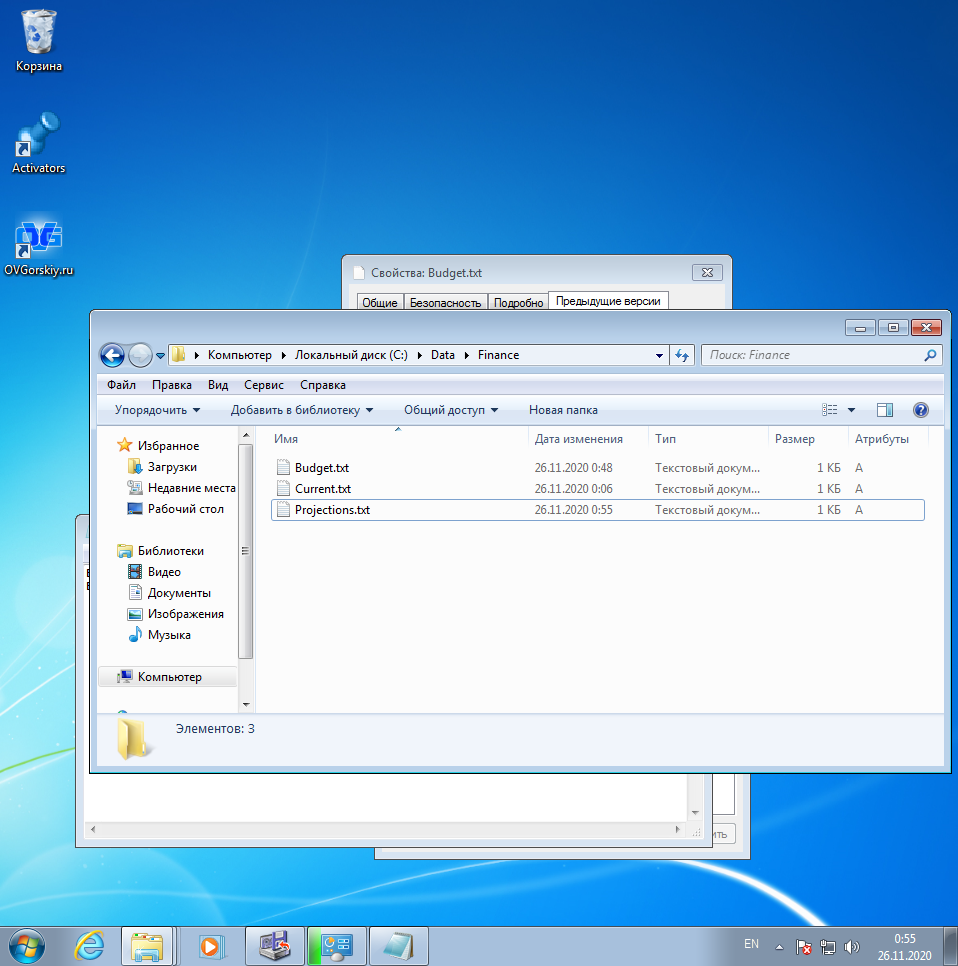 Корзина
Activators
OVGorskiy.ru
Свойства: Budget.txt
Общие Безопасность Подробно Предыдущие версии
Компьютер Локальный диск (C:) Data Finance Поиск: Finance
Файл Правка Вид Сервис Справка
Упорядочить Добавить в библиотеку Общий доступ Новая папка
Имя Дата изменения Тип Размер Атрибуты
Избранное
Загрузки
Недавние места
Рабочий стол
Библиотеки
Видео
Документы
Изображения
Музыка
Компьютер
Budget.txt 26.11.2020 0:48 Текстовый докум... 1 КБ A
Current.txt 26.11.2020 0:06 Текстовый докум... 1 КБ A
Projections.txt 26.11.2020 0:55 Текстовый докум... 1 КБ A
Элементов: 3
EN 0:55
26.11.2020